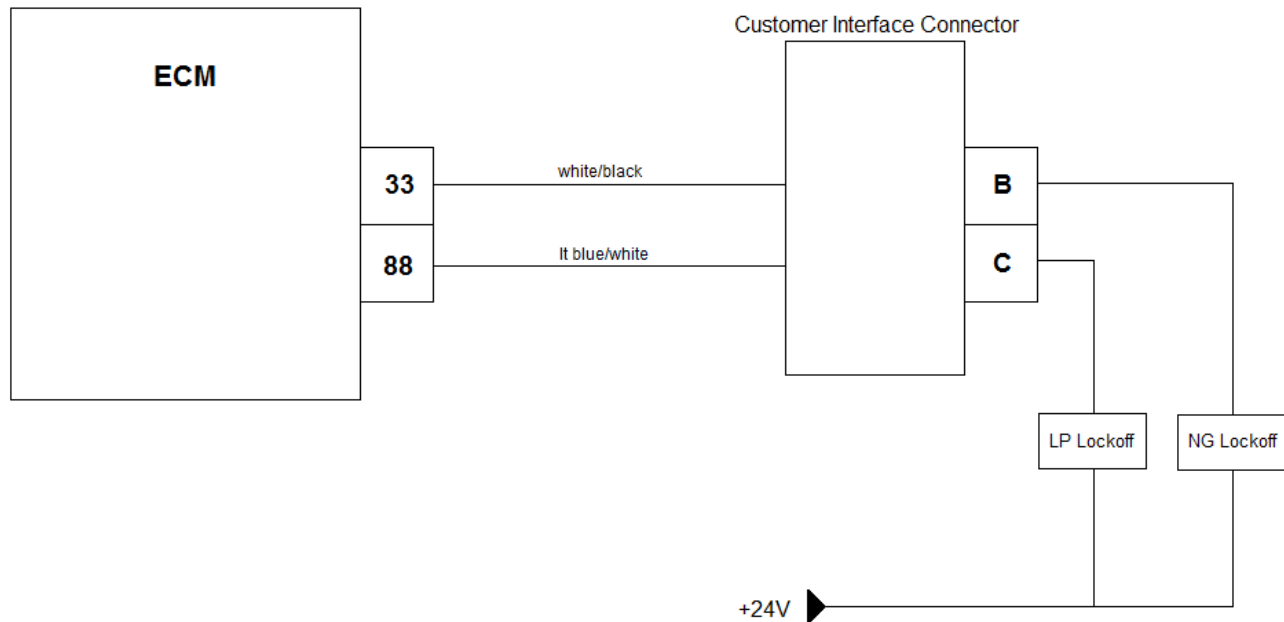 Customer Interface Connector
ECM
33
white/black
B
88
lt blue/white
C
LP Lockoff
NG Lockoff
+24V